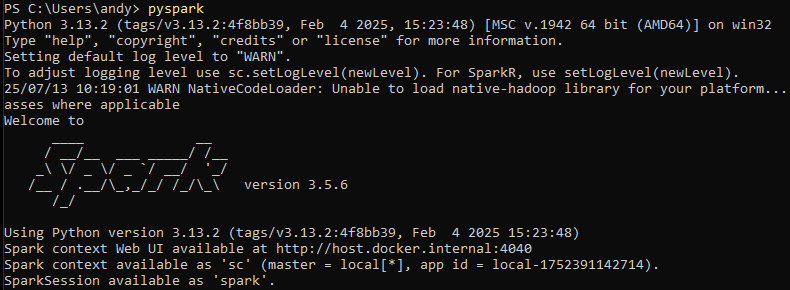 PS C:\Users\andy> pyspark
Python 3.13.2 (tags/v3.13.2:4f8bb39, Feb  4 2025, 15:23:48) [MSC v.1942 64 bit (AMD64)] on win32
Type "help", "copyright", "credits" or "license" for more information.
Setting default log level to "WARN".
To adjust logging level use sc.setLogLevel(newLevel). For SparkR, use setLogLevel(newLevel).
25/07/13 10:19:01 WARN NativeCodeLoader: Unable to load native-hadoop library for your platform...
asses where applicable
Welcome to
      ____              __
     / __/__  ___ _____/ /__
    _\ \/ _ \/ _ `/ __/  '_/
   /__ / .__/\_,_/_/ /_/\_\   version 3.5.6
      /_/
Using Python version 3.13.2 (tags/v3.13.2:4f8bb39, Feb  4 2025 15:23:48)
Spark context Web UI available at http://host.docker.internal:4040
Spark context available as 'sc' (master = local[*], app id = local-1752391142714).
SparkSession available as 'spark'.